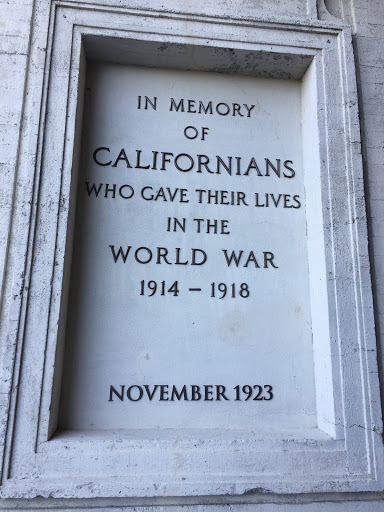 IN MEMORY
OF
CALIFORNIANS
WHO GAVE THEIR LIVES
IN THE
WORLD WAR
1914 – 1918
NOVEMBER 1923